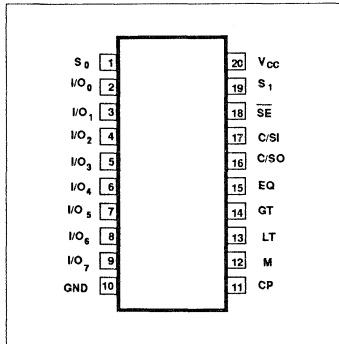 S0 1 20 VCC
I/O0 2 19 S1
I/O1 3 18 S̅E̅
I/O2 4 17 C/SI
I/O3 5 16 C/SO
I/O4 6 15 EQ
I/O5 7 14 GT
I/O6 8 13 LT
I/O7 9 12 M
GND 10 11 CP